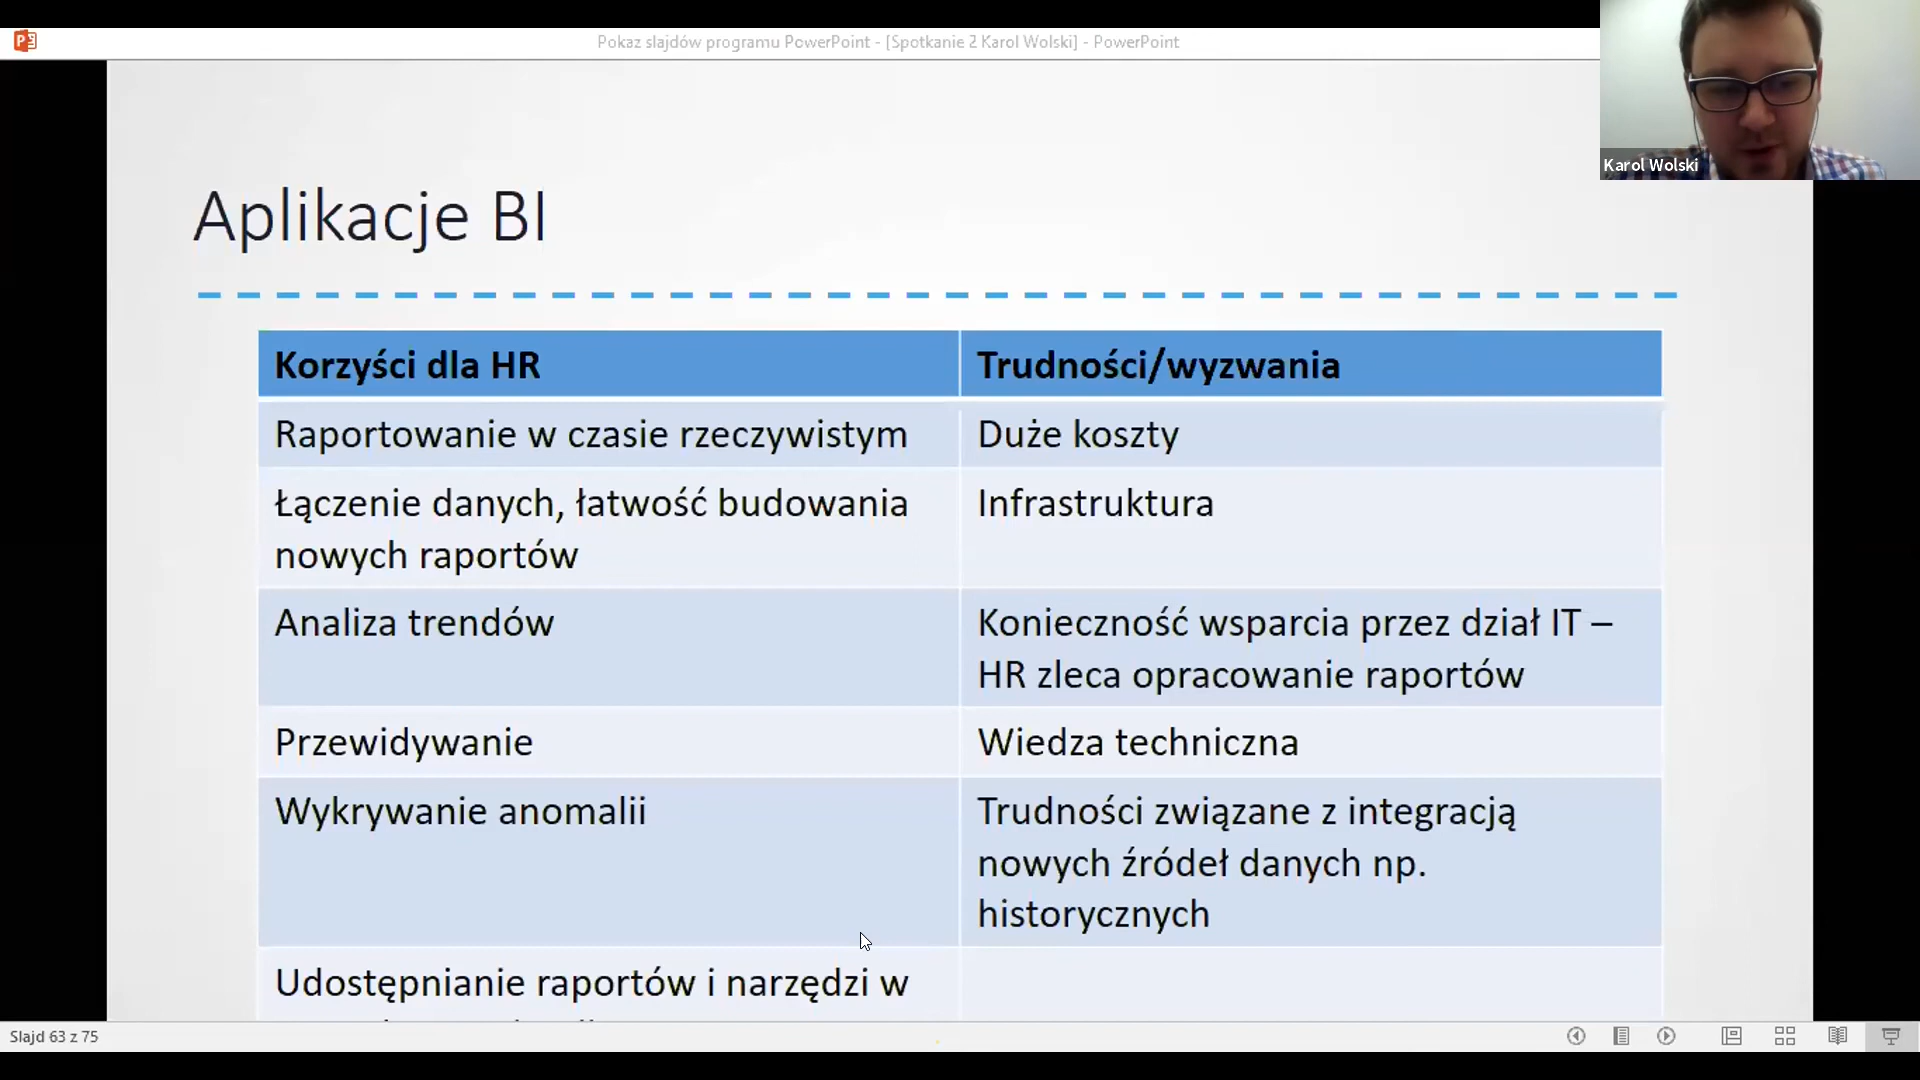 Pokaz slajdów programu PowerPoint - [Spotkanie 2 Karol Wolski] - PowerPoint
Karol Wolski
Aplikacje BI
Korzyści dla HR
Trudności/wyzwania
Raportowanie w czasie rzeczywistym
Duże koszty
Łączenie danych, łatwość budowania
nowych raportów
Infrastruktura
Analiza trendów
Konieczność wsparcia przez dział IT –
HR zleca opracowanie raportów
Przewidywanie
Wiedza techniczna
Wykrywanie anomalii
Trudności związane z integracją
nowych źródeł danych np.
historycznych
Udostępnianie raportów i narzędzi w
Slajd 63 z 75